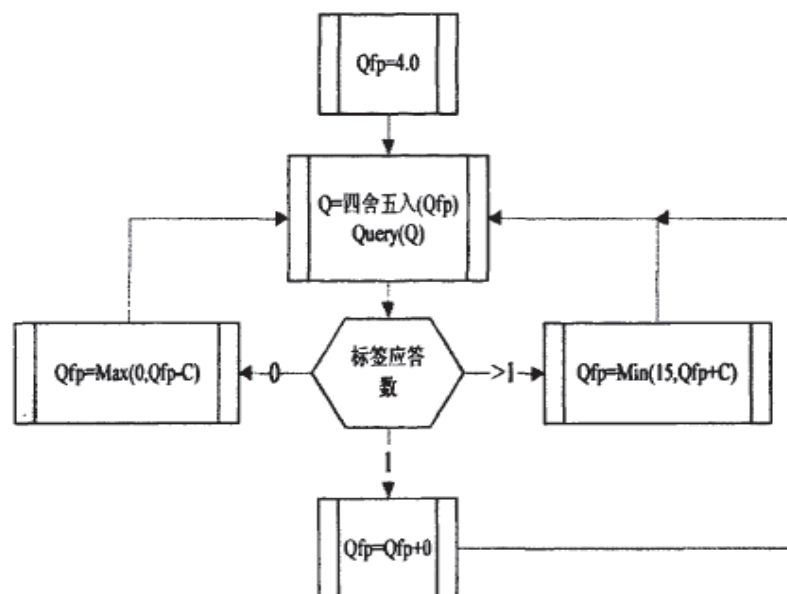 Qfp=4.0
Q=四舍五入(Qfp)
Query(Q)
Qfp=Max(0,Qfp-C)
0
标签应答
数
>1
Qfp=Min(15,Qfp+C)
1
Qfp=Qfp+0